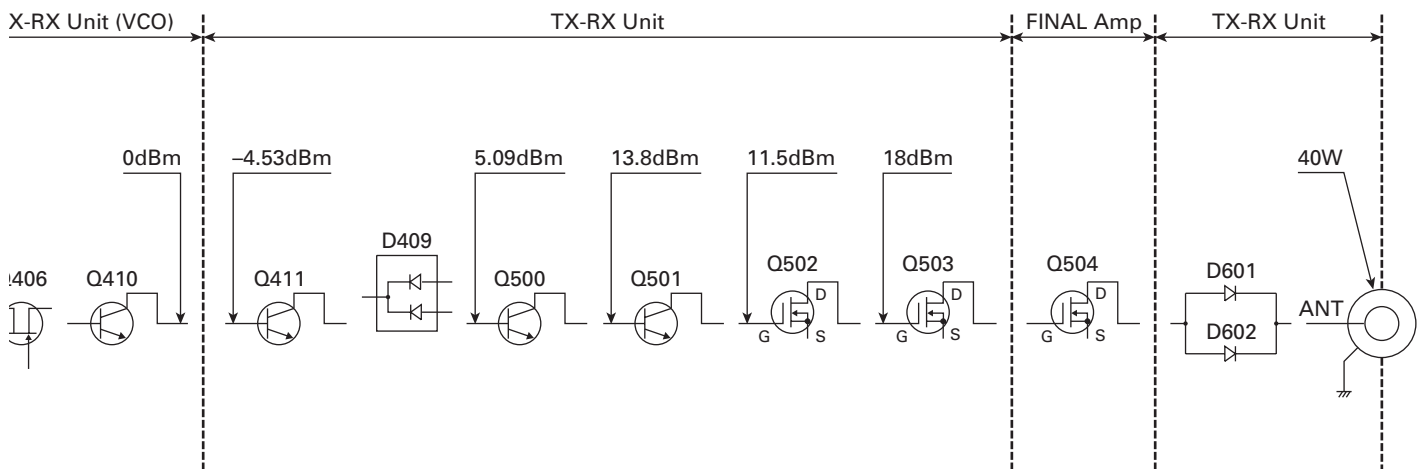 X-RX Unit (VCO) TX-RX Unit FINAL Amp TX-RX Unit
0dBm –4.53dBm 5.09dBm 13.8dBm 11.5dBm 18dBm 40W
D409
Q410 Q411 Q500 Q501 Q502 Q503 Q504 D601
D D D
ANT
D602
G S G S G S